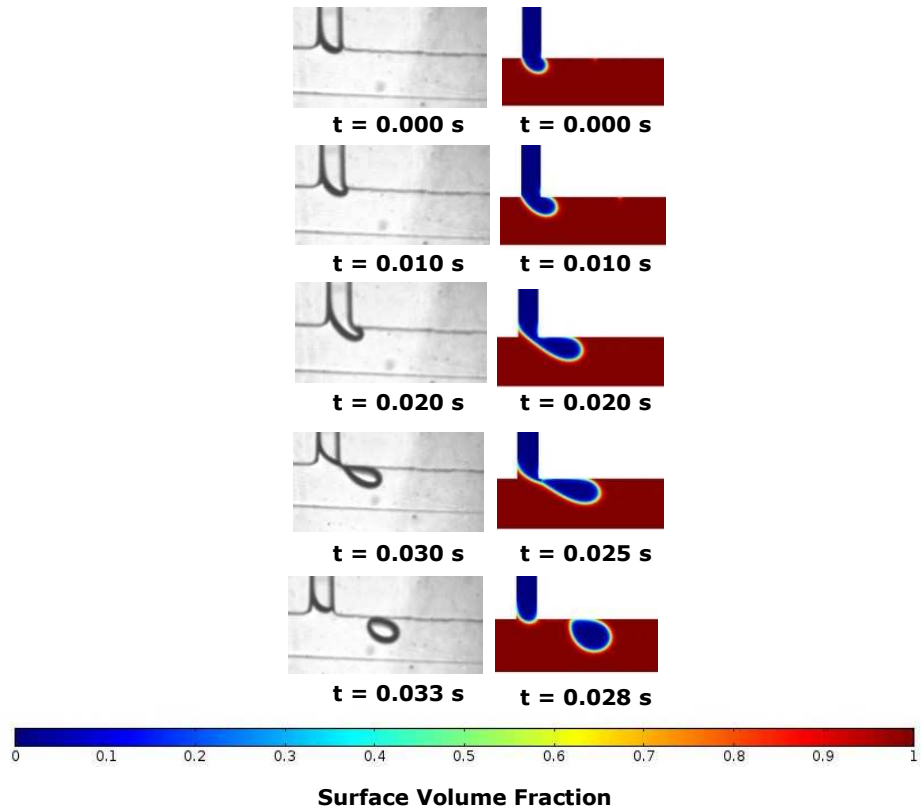 t = 0.000 s t = 0.000 s
t = 0.010 s t = 0.010 s
t = 0.020 s t = 0.020 s
t = 0.030 s t = 0.025 s
t = 0.033 s t = 0.028 s
0 0.1 0.2 0.3 0.4 0.5 0.6 0.7 0.8 0.9 1
Surface Volume Fraction